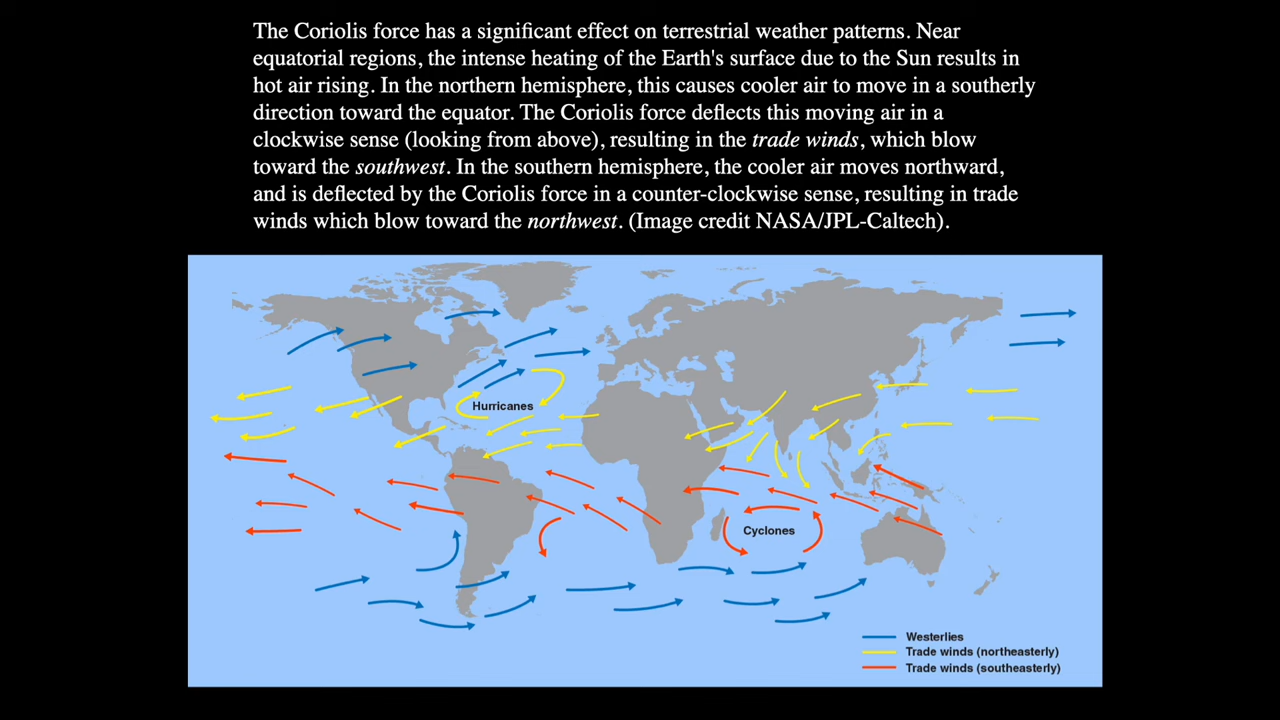 The Coriolis force has a significant effect on terrestrial weather patterns. Near
equatorial regions, the intense heating of the Earth's surface due to the Sun results in
hot air rising. In the northern hemisphere, this causes cooler air to move in a southerly
direction toward the equator. The Coriolis force deflects this moving air in a
clockwise sense (looking from above), resulting in the trade winds, which blow
toward the southwest. In the southern hemisphere, the cooler air moves northward,
and is deflected by the Coriolis force in a counter-clockwise sense, resulting in trade
winds which blow toward the northwest. (Image credit NASA/JPL-Caltech).
Hurricanes
Cyclones
Westerlies
Trade winds (northeasterly)
Trade winds (southeasterly)